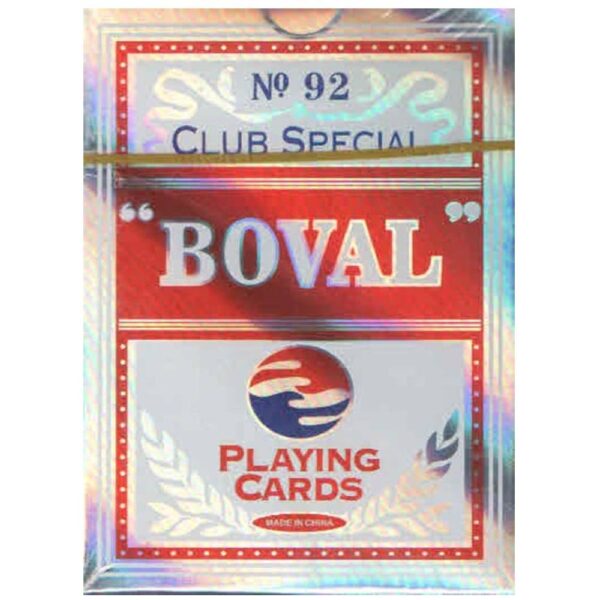 Nº 92
CLUB SPECIAL
“BOVAL”
PLAYING
CARDS
MADE IN CHINA